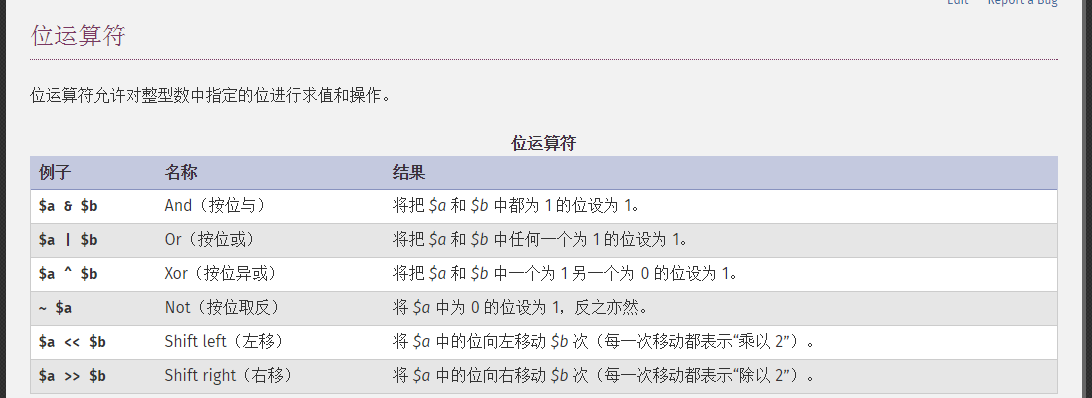 Edit Report a Bug
位运算符
位运算符允许对整型数中指定的位进行求值和操作。
位运算符
例子 名称 结果
$a & $b And（按位与） 将把 $a 和 $b 中都为 1 的位设为 1。
$a | $b Or（按位或） 将把 $a 和 $b 中任何一个为 1 的位设为 1。
$a ^ $b Xor（按位异或） 将把 $a 和 $b 中一个为 1 另一个为 0 的位设为 1。
~ $a Not（按位取反） 将 $a 中为 0 的位设为 1，反之亦然。
$a << $b Shift left（左移） 将 $a 中的位向左移动 $b 次（每一次移动都表示“乘以 2”）。
$a >> $b Shift right（右移） 将 $a 中的位向右移动 $b 次（每一次移动都表示“除以 2”）。